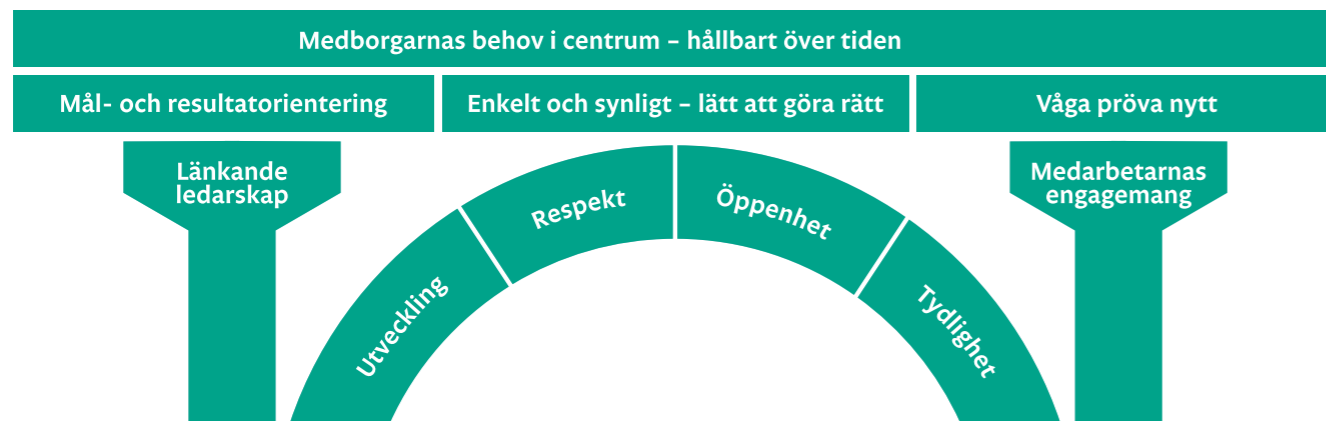 Medborgarnas behov i centrum – hållbart över tiden
Mål- och resultatorientering
Enkelt och synligt – lätt att göra rätt
Våga pröva nytt
Länkande
ledarskap
Utveckling
Respekt
Öppenhet
Tydlighet
Medarbetarnas
engagemang